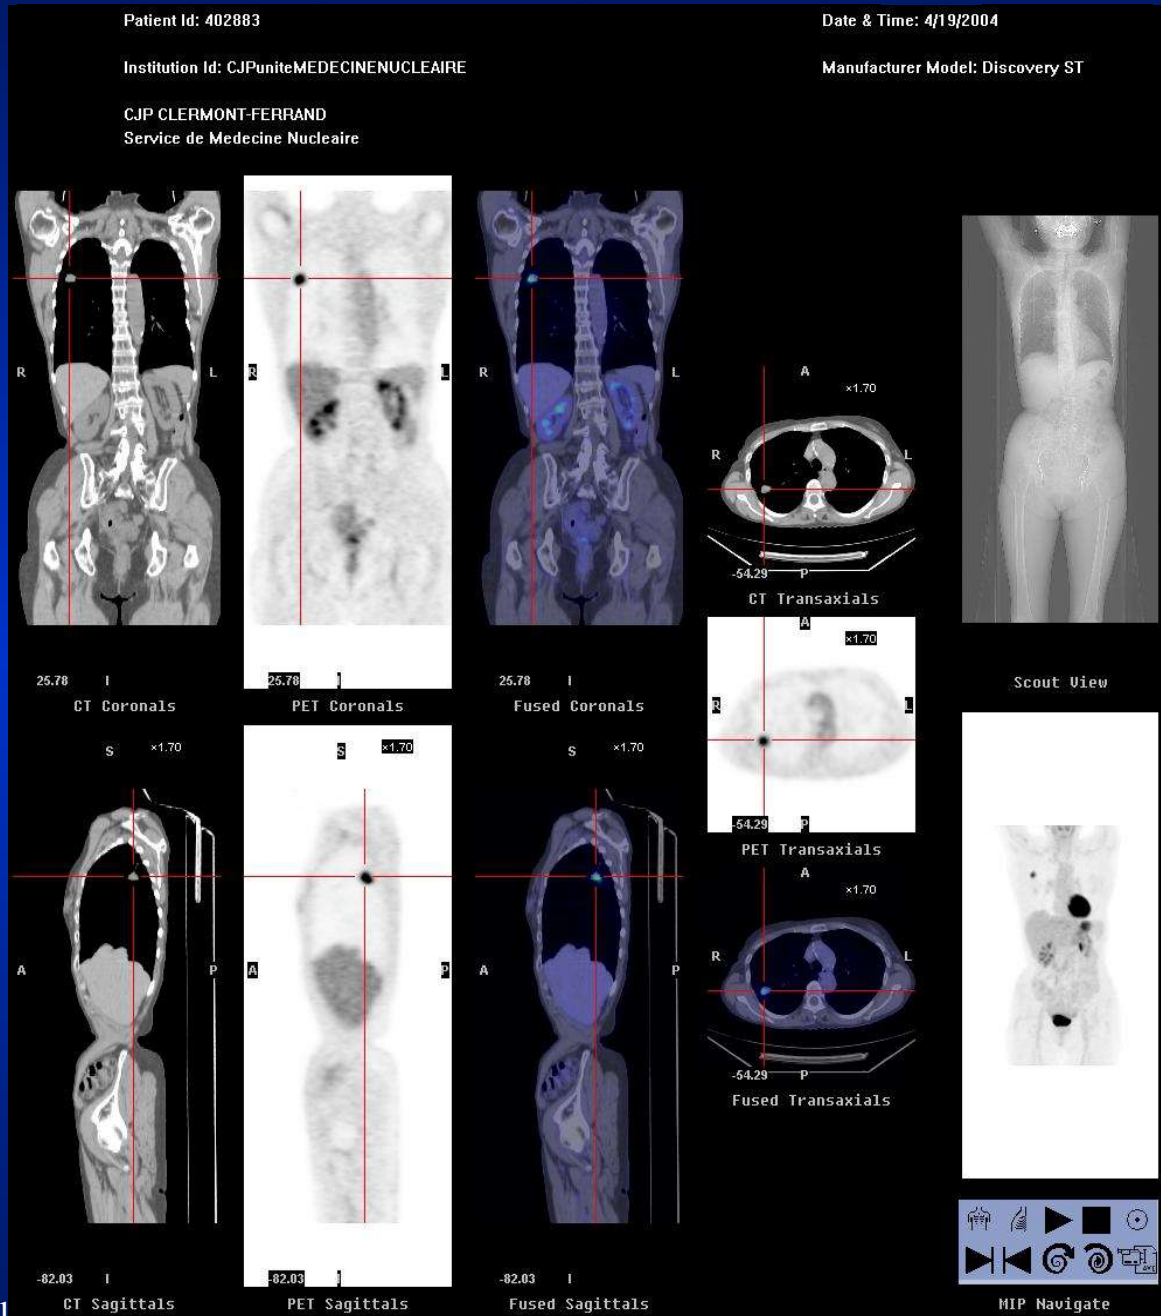 Patient Id: 402883
Date & Time: 4/19/2004
Institution Id: CJPuniteMEDECINENUCLEAIRE
Manufacturer Model: Discovery ST
CJP CLERMONT-FERRAND
Service de Medecine Nucleaire
R
L
R
L
R
L
A
×1.70
R
L
-54.29 P
CT Transaxials
A
×1.70
R
L
25.78 I
25.78 I
25.78 I
Scout View
CT Coronals
PET Coronals
Fused Coronals
S ×1.70
S ×1.70
S ×1.70
-54.29 P
PET Transaxials
A
×1.70
A
P
A
P
A
P
R
L
-54.29 P
Fused Transaxials
-82.03 I
-82.03 I
-82.03 I
CT Sagittals
PET Sagittals
Fused Sagittals
MIP Navigate
1